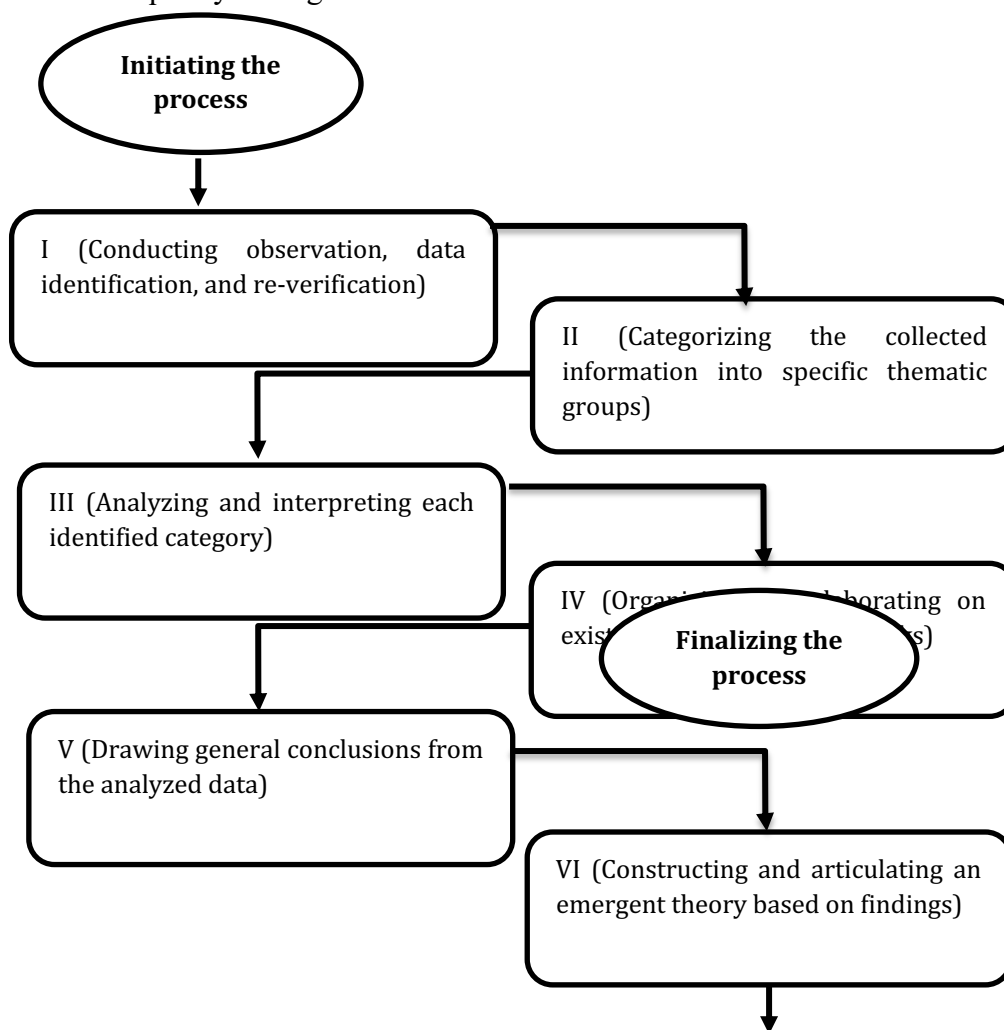 Initiating the
process
I (Conducting observation, data
identification, and re-verification)
II (Categorizing the collected
information into specific thematic
groups)
III (Analyzing and interpreting each
identified category)
IV laborating on
Finalizing the
process
V (Drawing general conclusions from
the analyzed data)
VI (Constructing and articulating an
emergent theory based on findings)